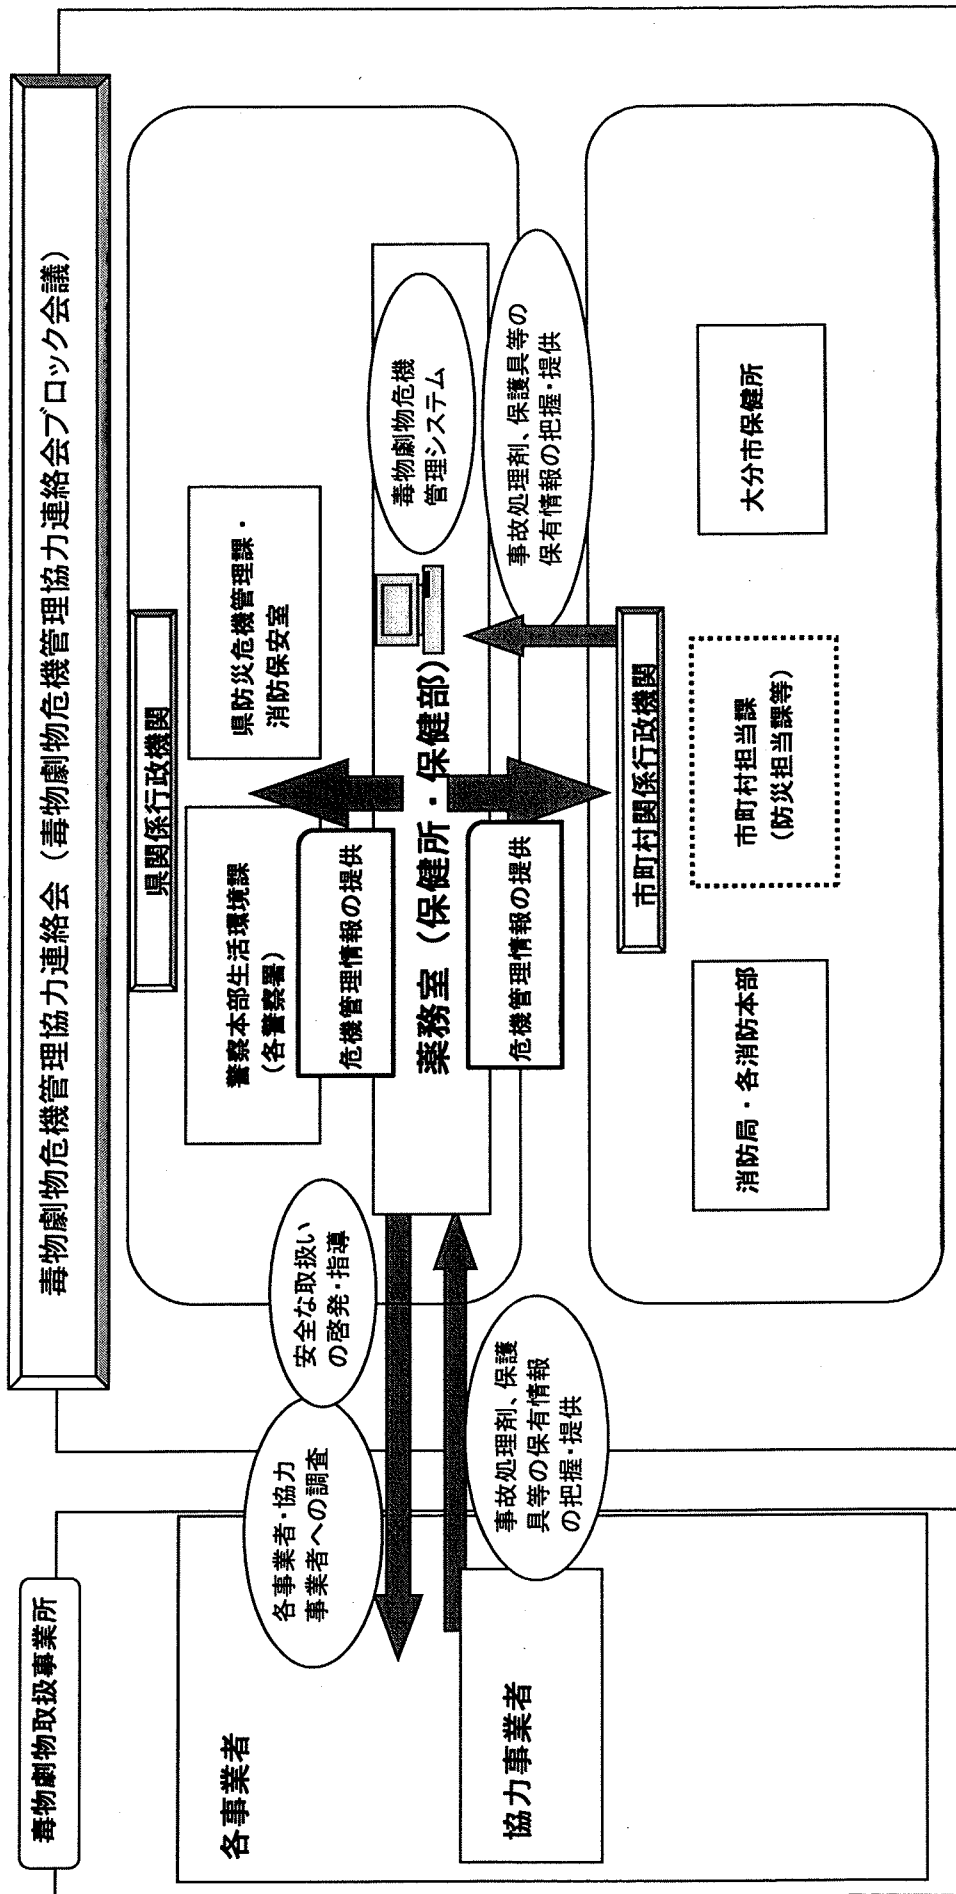 毒物劇物取扱事業所
毒物劇物危機管理協力連絡会（毒物劇物危機管理協力連絡会ブロック会議）
各事業者
協力事業者
各事業者・協力
事業者への調査
安全な取扱い
の啓発・指導
事故処理剤、保護
具等の保有情報
の把握・提供
県関係行政機関
警察本部生活環境課
（各警察署）
県防災危機管理課・
消防保安室
危機管理情報の提供
薬務室（保健所・保健部）
毒物劇物危機
管理システム
危機管理情報の提供
事故処理剤、保護具等の
保有情報の把握・提供
市町村関係行政機関
消防局・各消防本部
市町村担当課
（防災担当課等）
大分市保健所